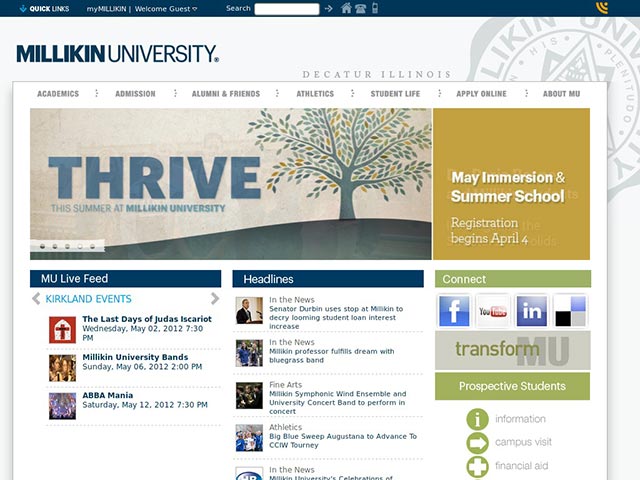 QUICK LINKS myMILLIKIN | Welcome Guest Search
MILLIKIN UNIVERSITY®
DECATUR ILLINOIS
ACADEMICS ADMISSION ALUMNI & FRIENDS ATHLETICS STUDENT LIFE APPLY ONLINE ABOUT MU
THRIVE
THIS SUMMER AT MILLIKIN UNIVERSITY
May Immersion &
Summer School
Registration
begins April 4
MU Live Feed
KIRKLAND EVENTS
The Last Days of Judas Iscariot
Wednesday, May 02, 2012 7:30
PM
Millikin University Bands
Sunday, May 06, 2012 2:00 PM
ABBA Mania
Saturday, May 12, 2012 7:30 PM
Headlines
In the News
Senator Durbin uses stop at Millikin to
decry looming student loan interest
increase
In the News
Millikin professor fulfills dream with
bluegrass band
Fine Arts
Millikin Symphonic Wind Ensemble and
University Concert Band to perform in
concert
Athletics
Big Blue Sweep Augustana to Advance To
CCIW Tourney
In the News
Millikin University's Celebrations of
Connect
f You Tube in
transform MU
Prospective Students
information
campus visit
financial aid